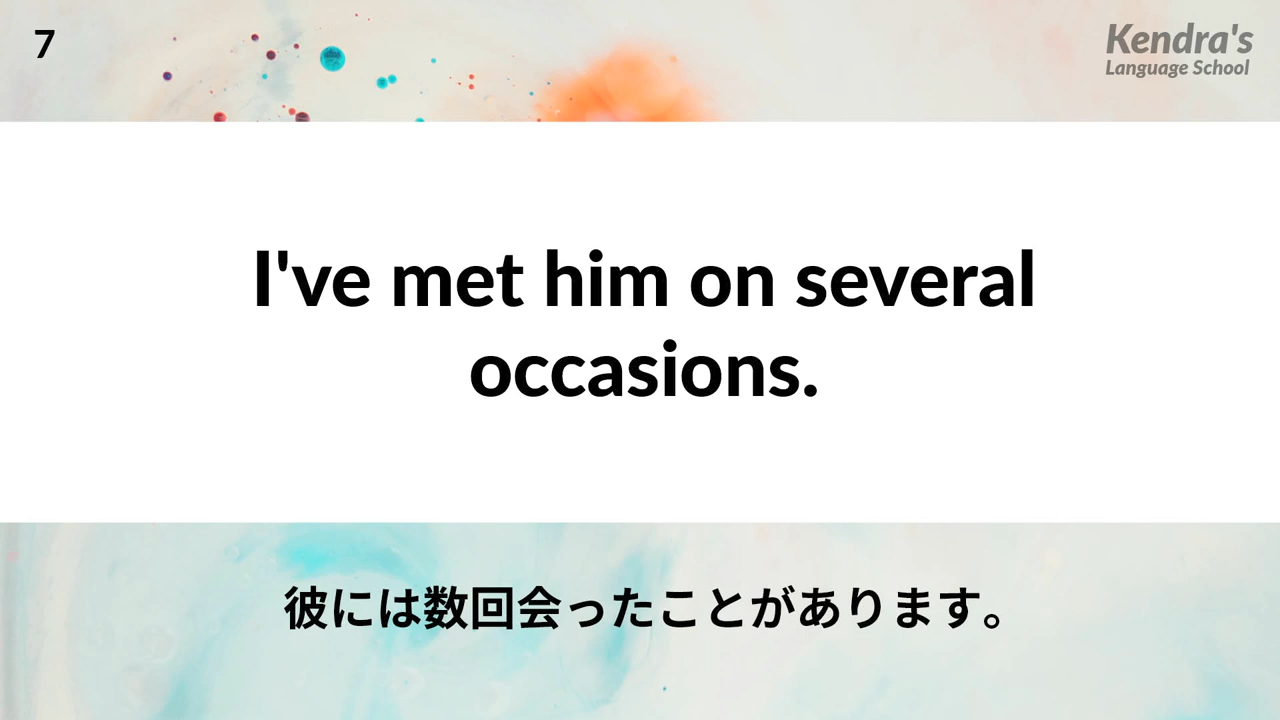 7
Kendra's
Language School
I've met him on several
occasions.
彼には数回会ったことがあります。